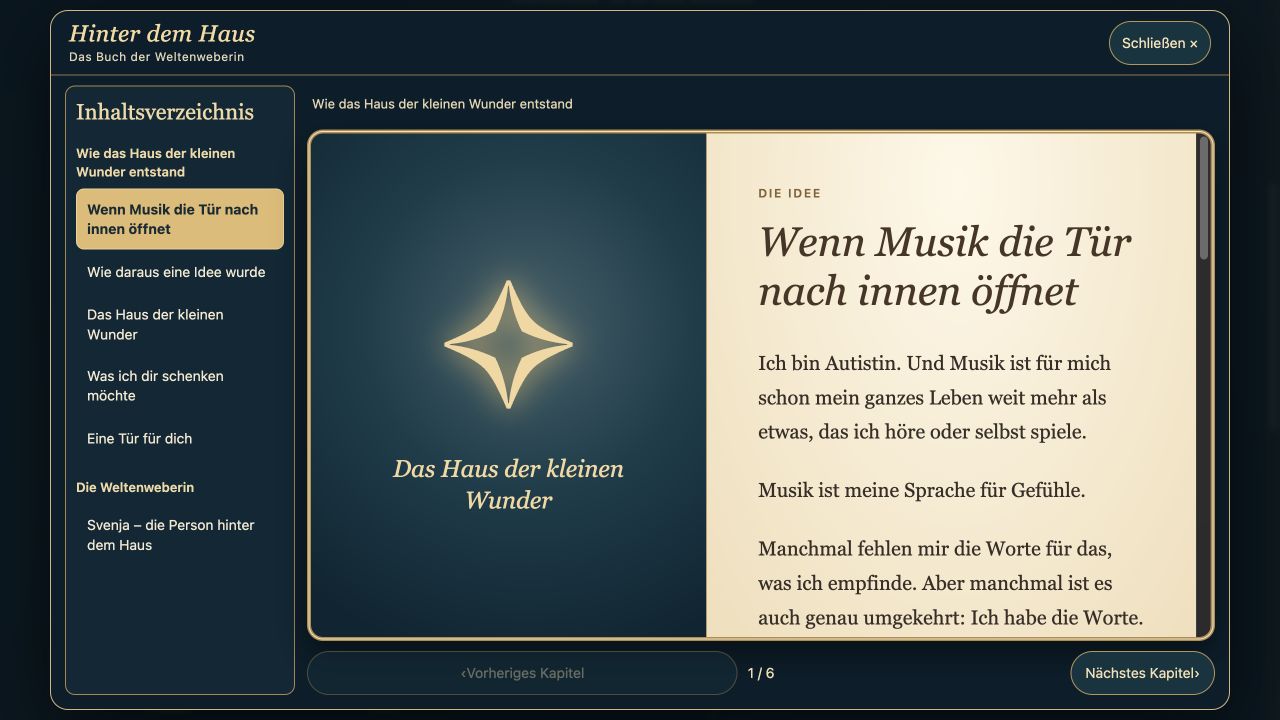 Hinter dem Haus
Das Buch der Weltenweberin
Schließen ×
Inhaltsverzeichnis
Wie das Haus der kleinen
Wunder entstand
Wenn Musik die Tür nach
innen öffnet
Wie daraus eine Idee wurde
Das Haus der kleinen
Wunder
Was ich dir schenken
möchte
Eine Tür für dich
Die Weltenweberin
Svenja – die Person hinter
dem Haus
Wie das Haus der kleinen Wunder entstand
Das Haus der kleinen
Wunder
DIE IDEE
Wenn Musik die Tür
nach innen öffnet
Ich bin Autistin. Und Musik ist für mich
schon mein ganzes Leben weit mehr als
etwas, das ich höre oder selbst spiele.
Musik ist meine Sprache für Gefühle.
Manchmal fehlen mir die Worte für das,
was ich empfinde. Aber manchmal ist es
auch genau umgekehrt: Ich habe die Worte.
‹Vorheriges Kapitel
1 / 6
Nächstes Kapitel›